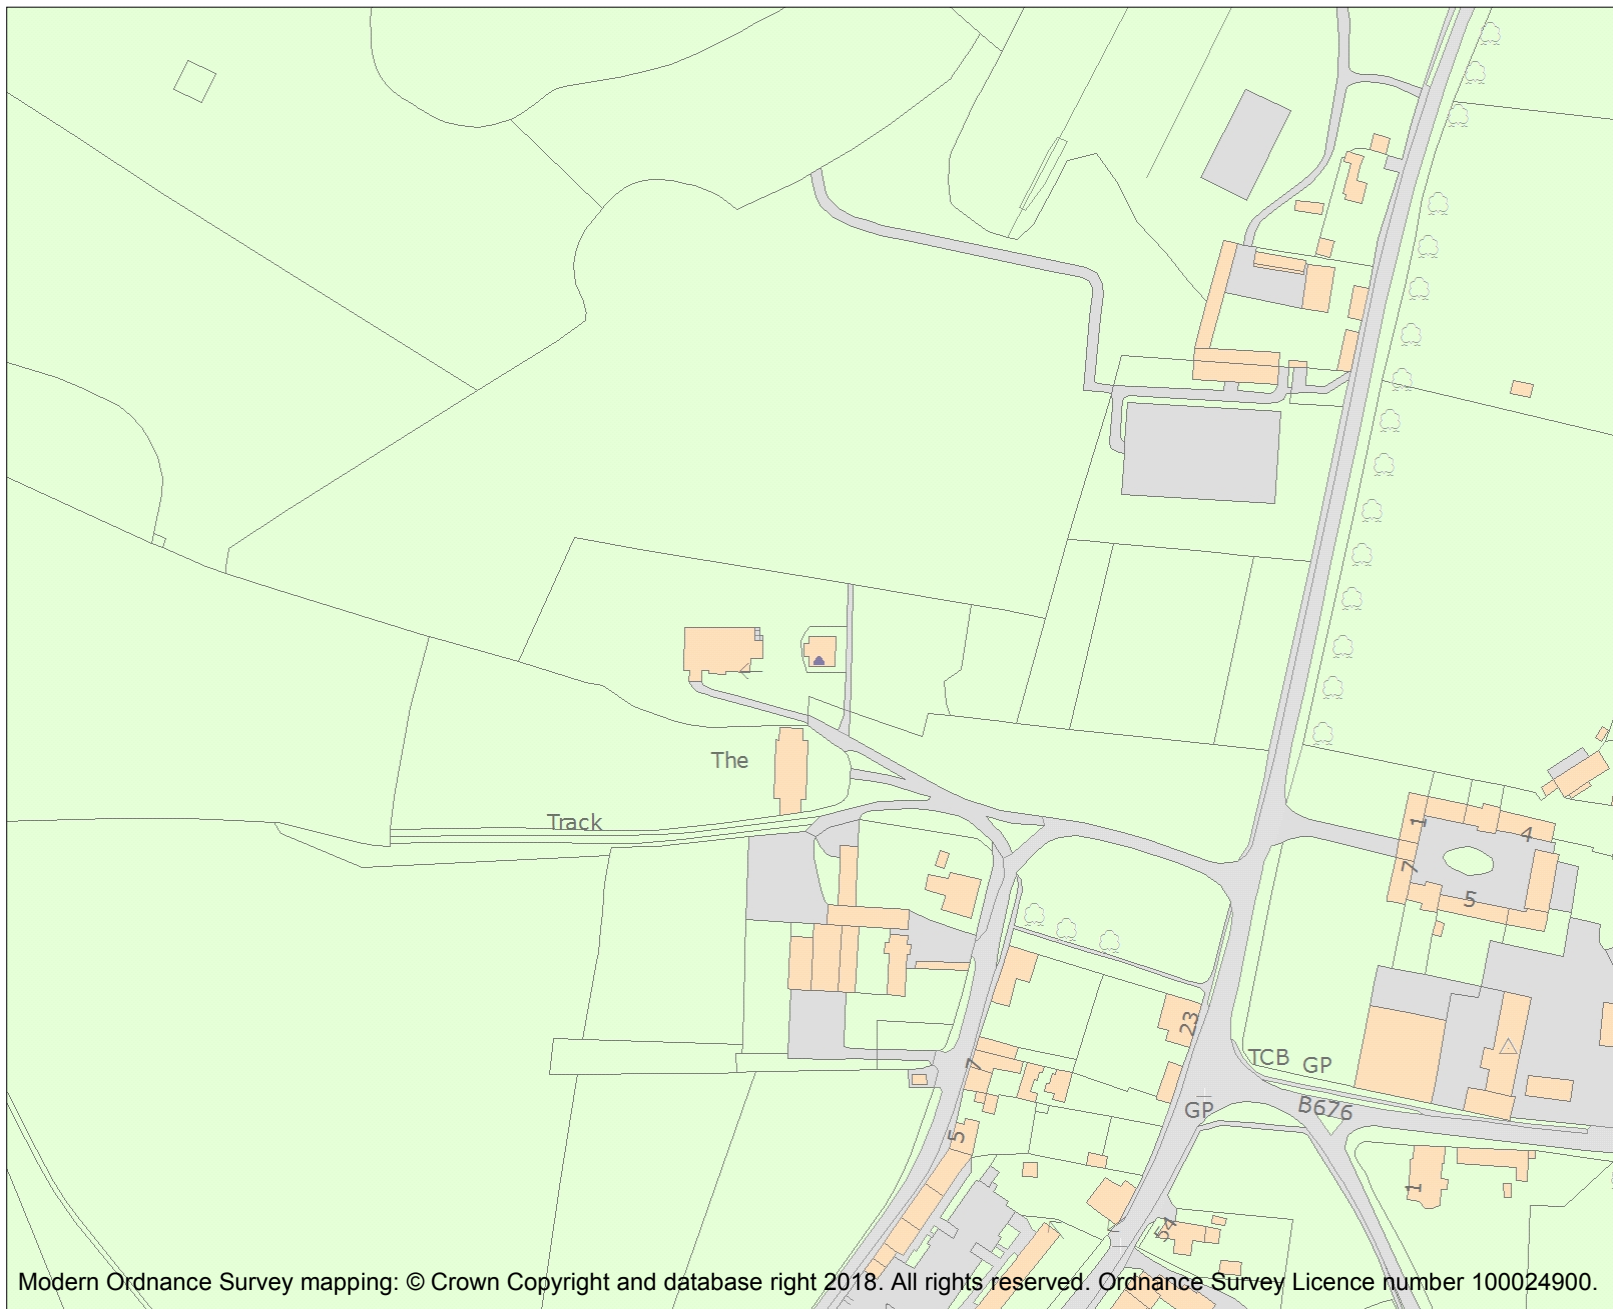 The
Track
1
4
7
5
23
TCB
GP
7
GP
B676
5
1
54
Modern Ordnance Survey mapping: © Crown Copyright and database right 2018. All rights reserved. Ordnance Survey Licence number 100024900.